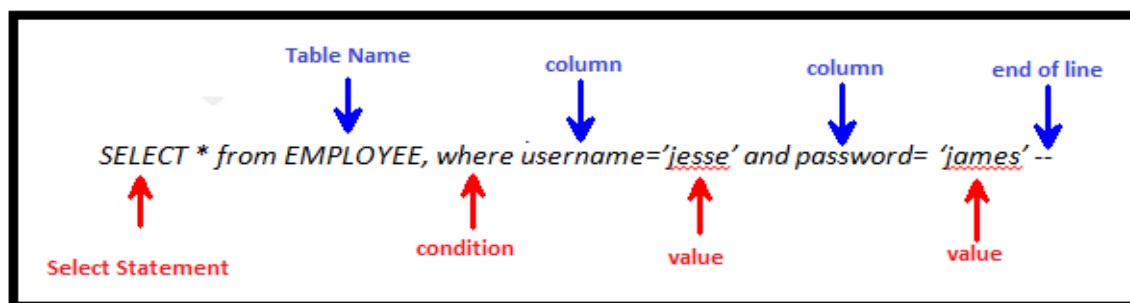 Table Name column column end of line
SELECT * from EMPLOYEE, where username=’jesse’ and password= ‘james’ --
Select Statement condition value value